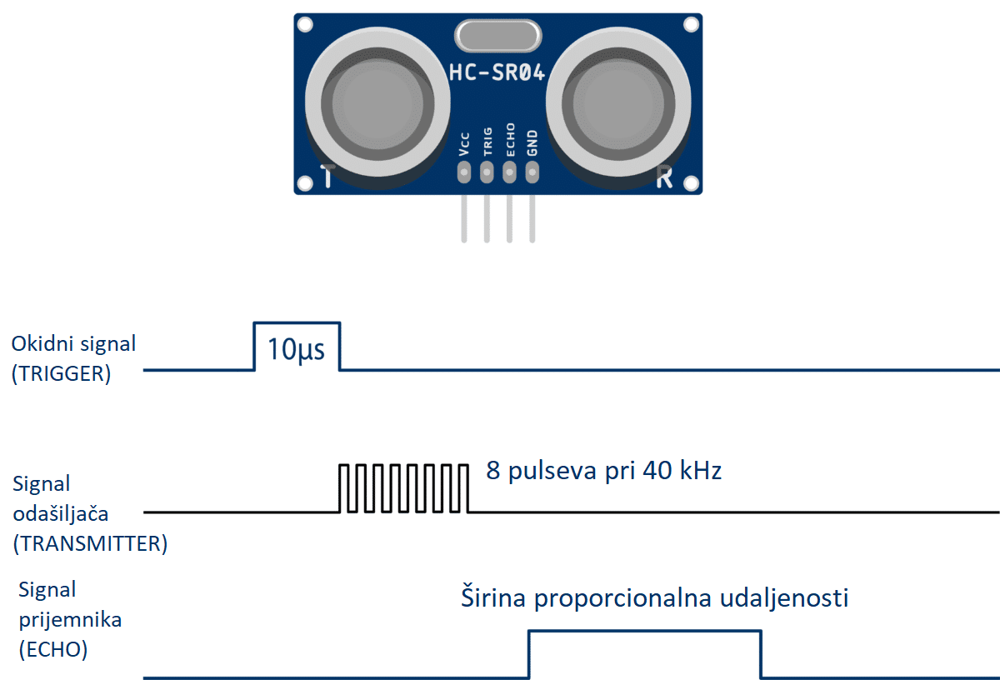 HC-SR04
Vcc
TRIG
ECHO
GND
T
R
Okidni signal
(TRIGGER)
10µs
Signal
odašiljača
(TRANSMITTER)
8 pulseva pri 40 kHz
Signal
prijemnika
(ECHO)
Širina proporcionalna udaljenosti